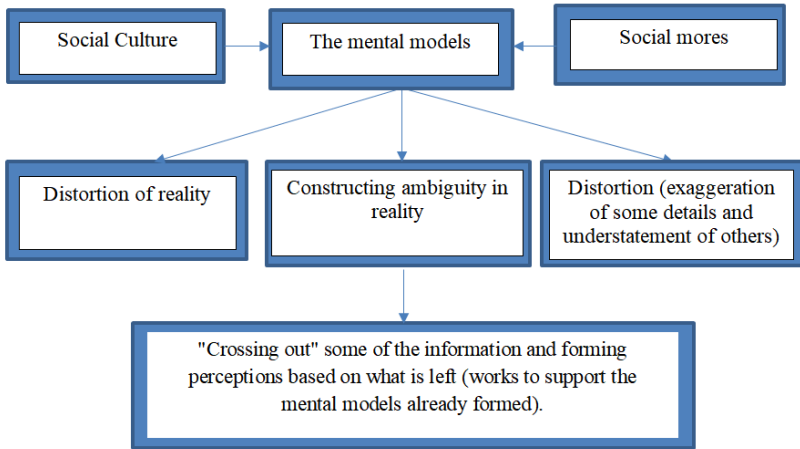 Social Culture
The mental models
Social mores
Distortion of reality
Constructing ambiguity in
reality
Distortion (exaggeration
of some details and
understatement of others)
"Crossing out" some of the information and forming
perceptions based on what is left (works to support the
mental models already formed).